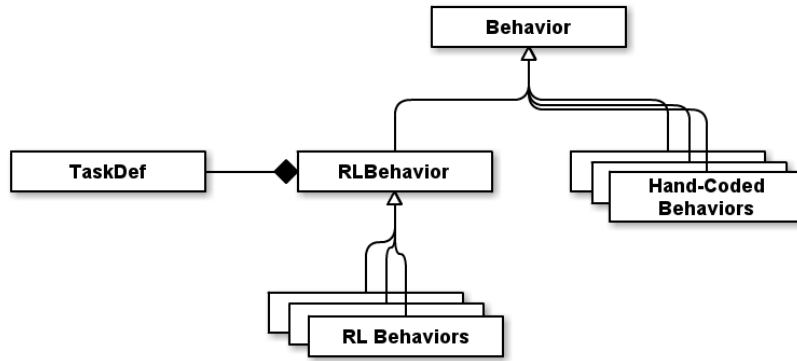 Behavior
TaskDef
RLBehavior
Hand-Coded
Behaviors
RL Behaviors